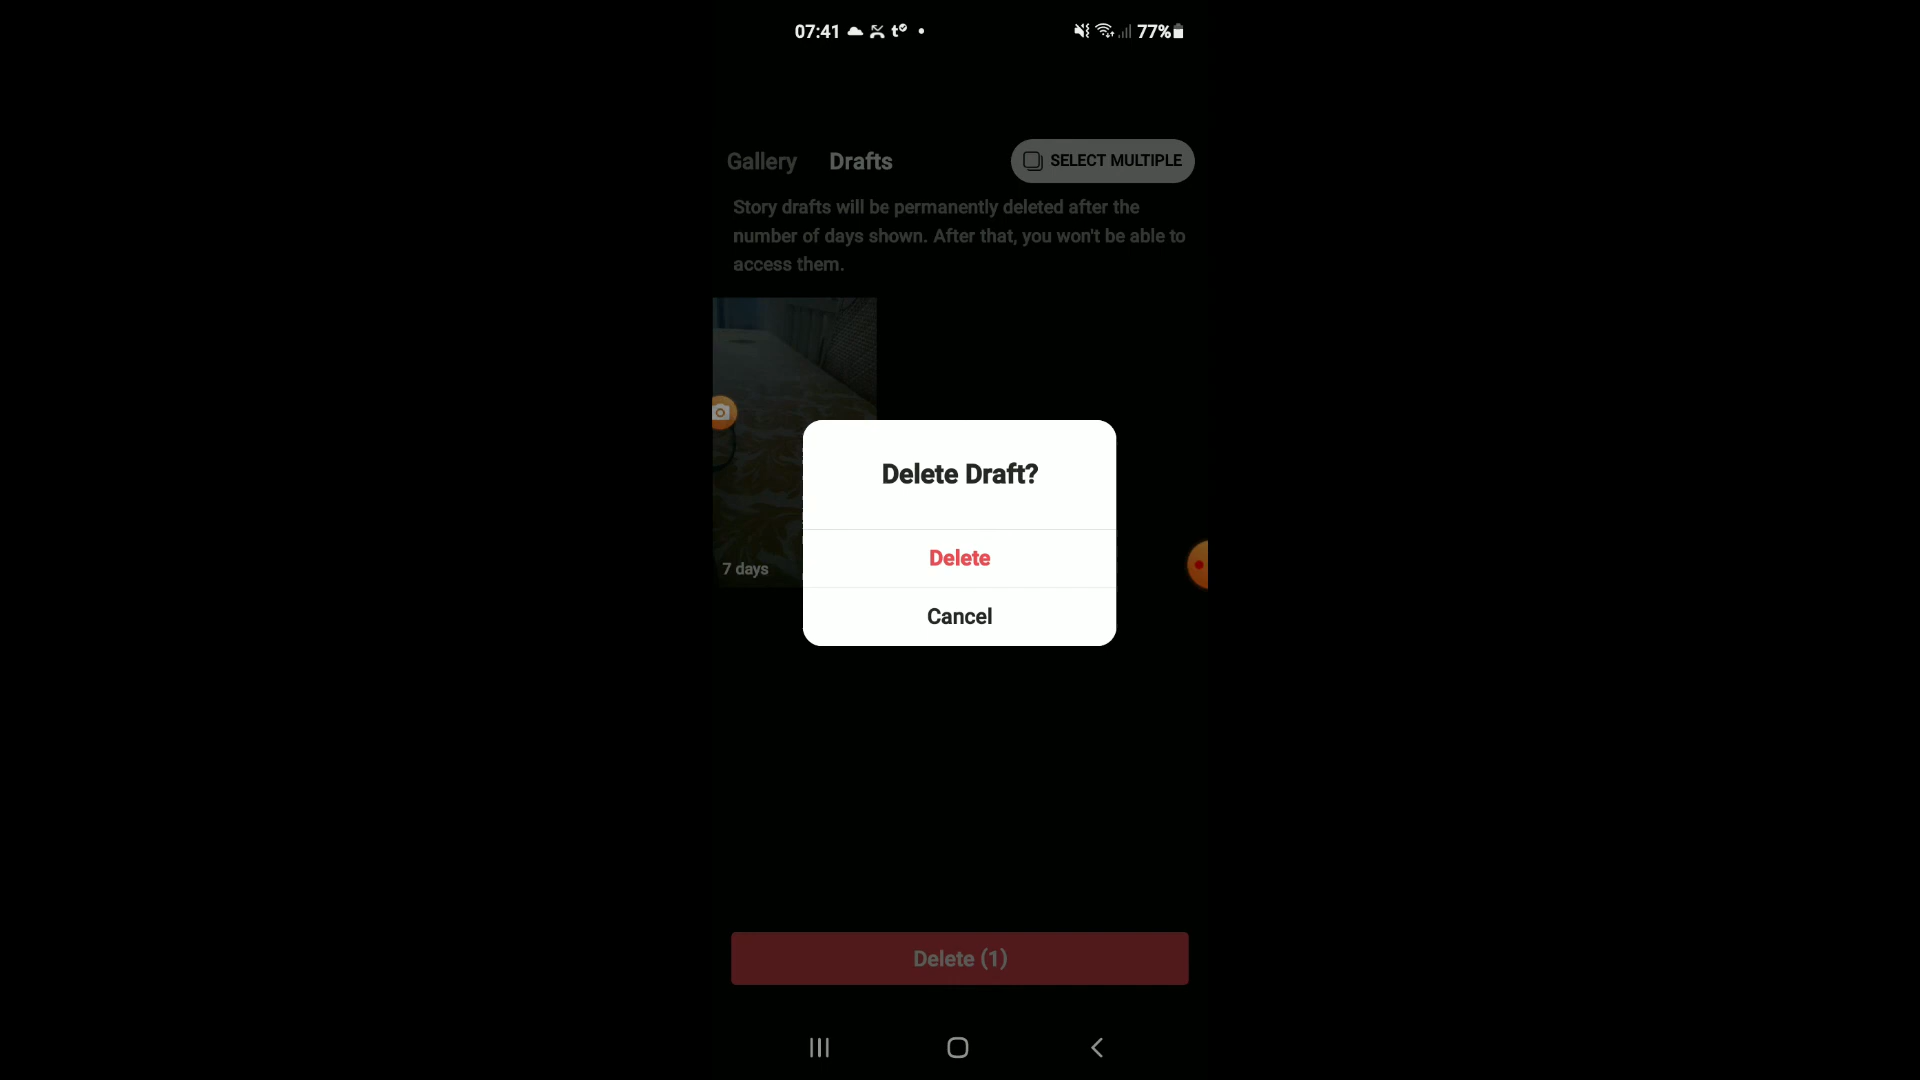 07:41
77%
Gallery Drafts SELECT MULTIPLE
Story drafts will be permanently deleted after the
number of days shown. After that, you won't be able to
access them.
7 days
Delete Draft?
Delete
Cancel
Delete (1)